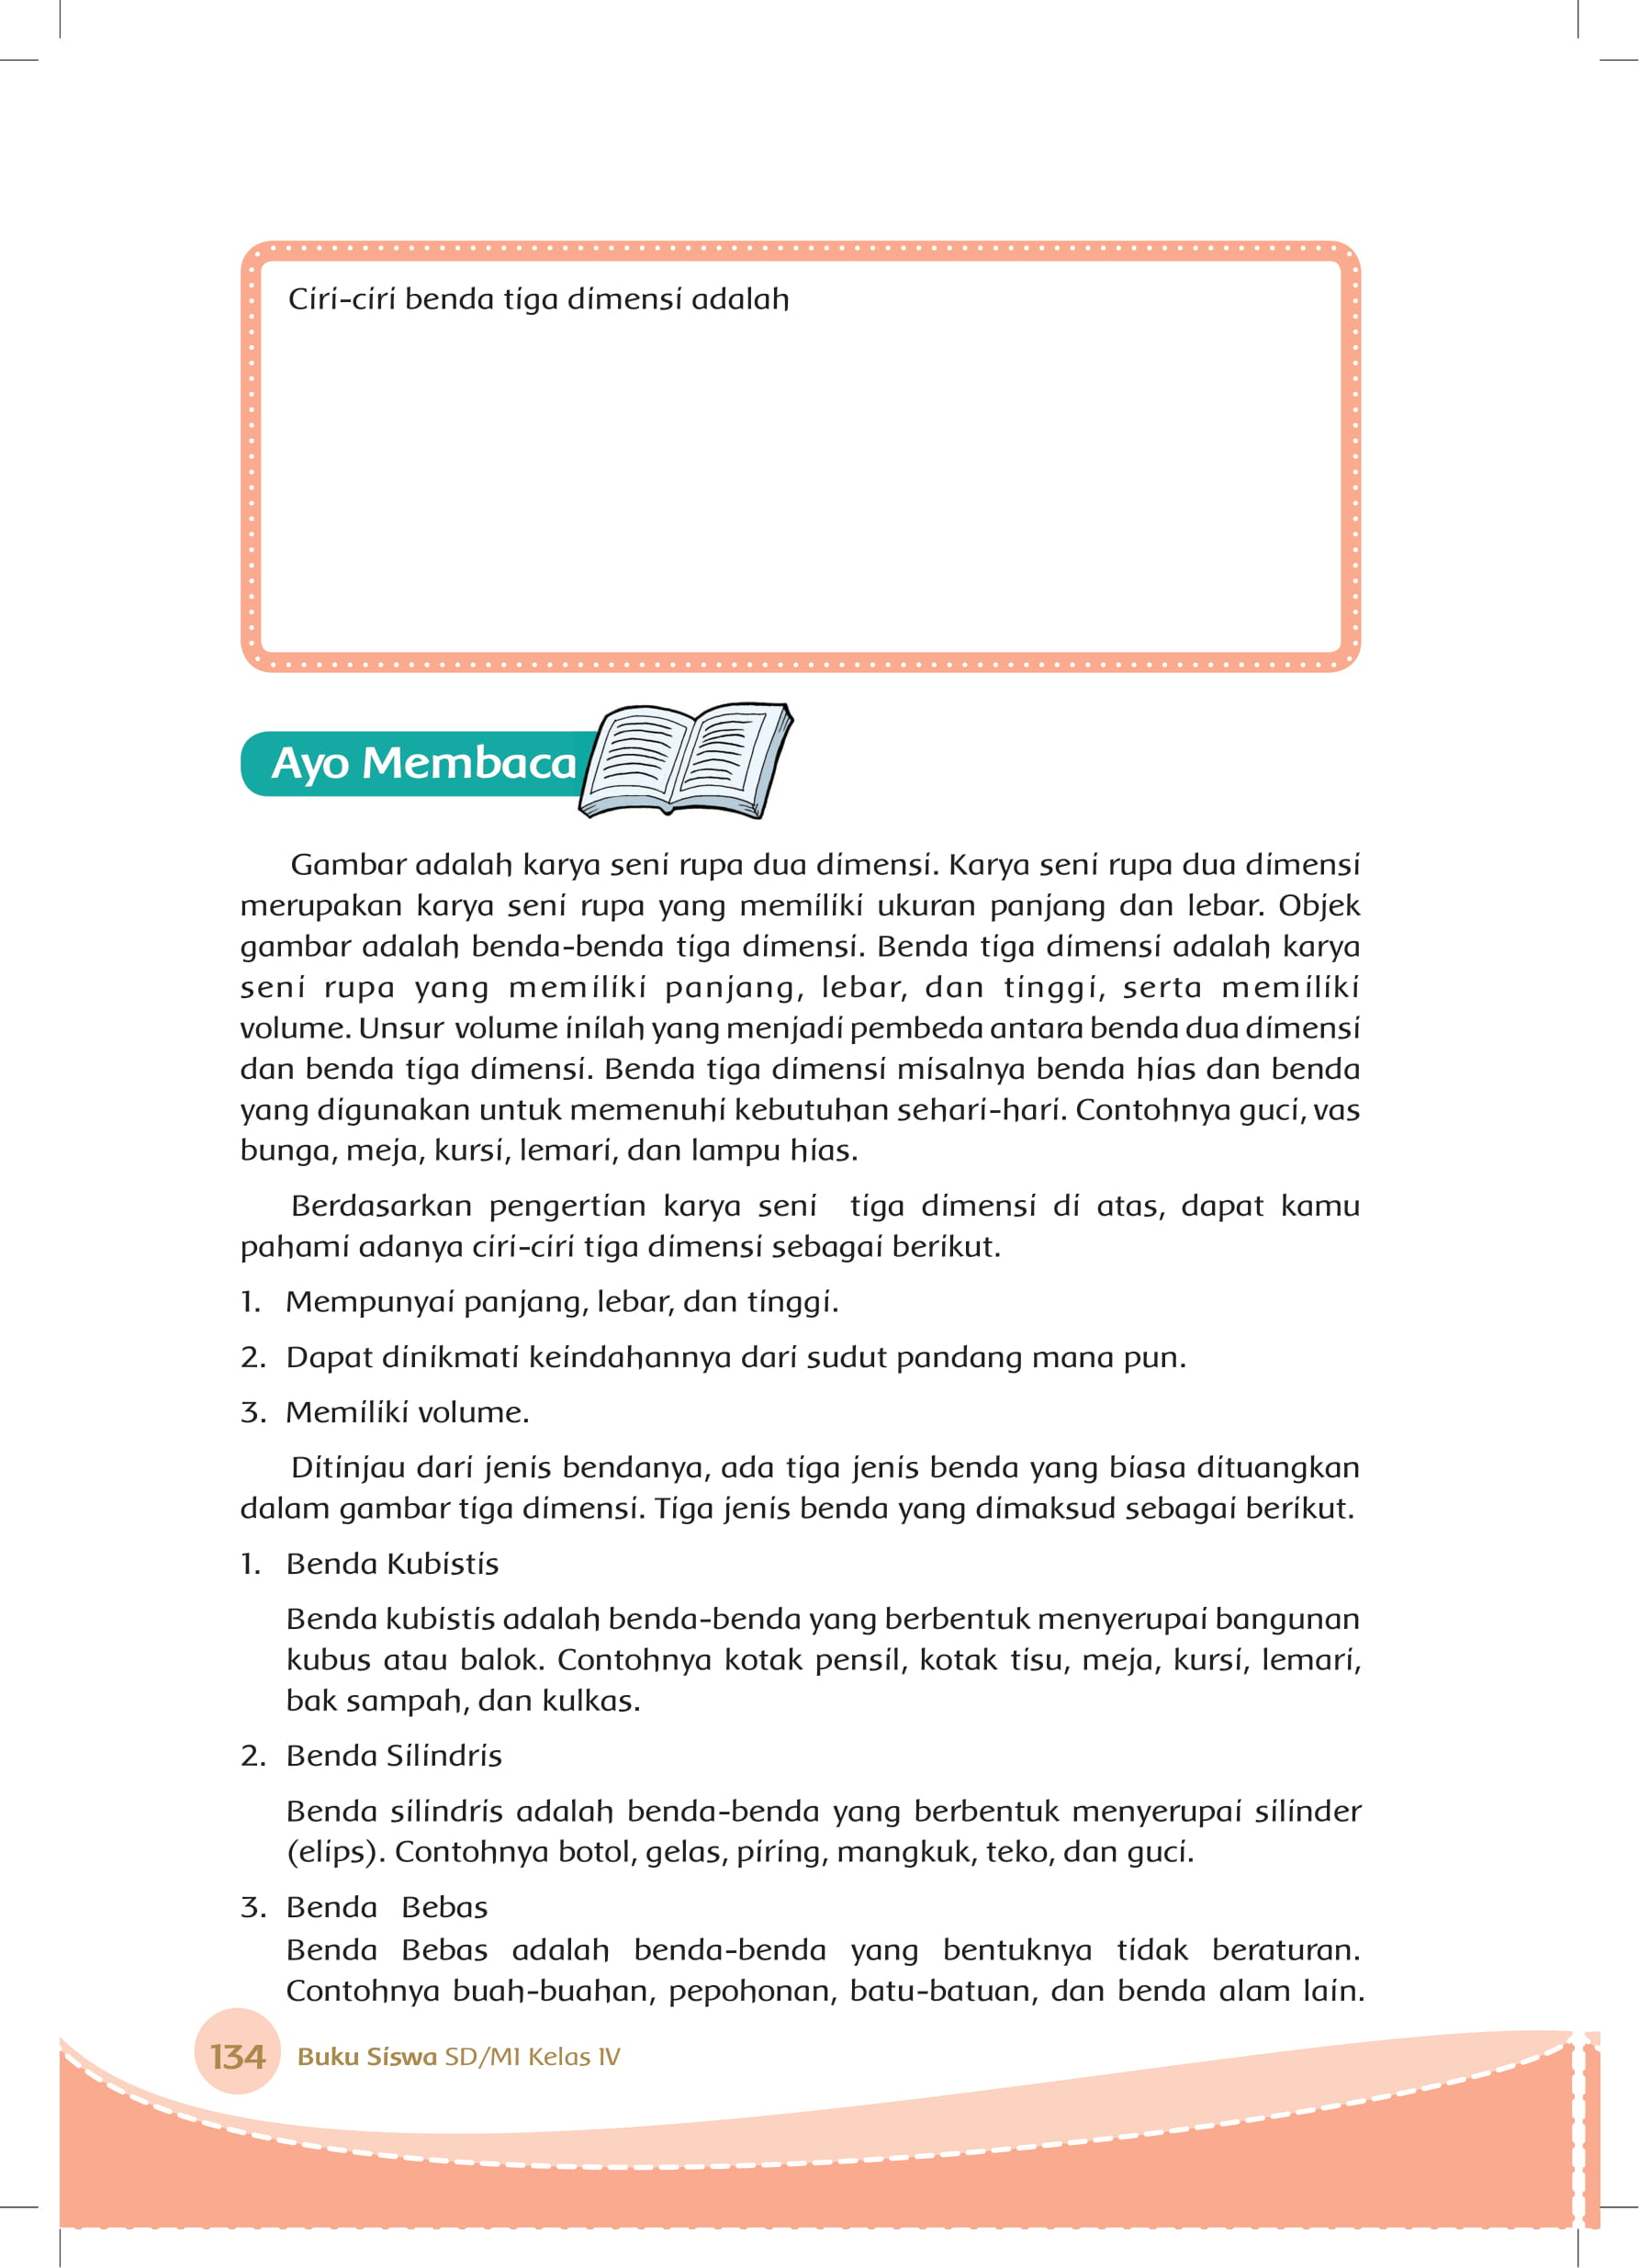 Ciri-ciri benda tiga dimensi adalah
Ayo Membaca
Gambar adalah karya seni rupa dua dimensi. Karya seni rupa dua dimensi
merupakan karya seni rupa yang memiliki ukuran panjang dan lebar. Objek
gambar adalah benda-benda tiga dimensi. Benda tiga dimensi adalah karya
seni rupa yang memiliki panjang, lebar, dan tinggi, serta memiliki
volume. Unsur volume inilah yang menjadi pembeda antara benda dua dimensi
dan benda tiga dimensi. Benda tiga dimensi misalnya benda hias dan benda
yang digunakan untuk memenuhi kebutuhan sehari-hari. Contohnya guci, vas
bunga, meja, kursi, lemari, dan lampu hias.
Berdasarkan pengertian karya seni tiga dimensi di atas, dapat kamu
pahami adanya ciri-ciri tiga dimensi sebagai berikut.
1. Mempunyai panjang, lebar, dan tinggi.
2. Dapat dinikmati keindahannya dari sudut pandang mana pun.
3. Memiliki volume.
Ditinjau dari jenis bendanya, ada tiga jenis benda yang biasa dituangkan
dalam gambar tiga dimensi. Tiga jenis benda yang dimaksud sebagai berikut.
1. Benda Kubistis
Benda kubistis adalah benda-benda yang berbentuk menyerupai bangunan
kubus atau balok. Contohnya kotak pensil, kotak tisu, meja, kursi, lemari,
bak sampah, dan kulkas.
2. Benda Silindris
Benda silindris adalah benda-benda yang berbentuk menyerupai silinder
(elips). Contohnya botol, gelas, piring, mangkuk, teko, dan guci.
3. Benda Bebas
Benda Bebas adalah benda-benda yang bentuknya tidak beraturan.
Contohnya buah-buahan, pepohonan, batu-batuan, dan benda alam lain.
134 Buku Siswa SD/MI Kelas IV